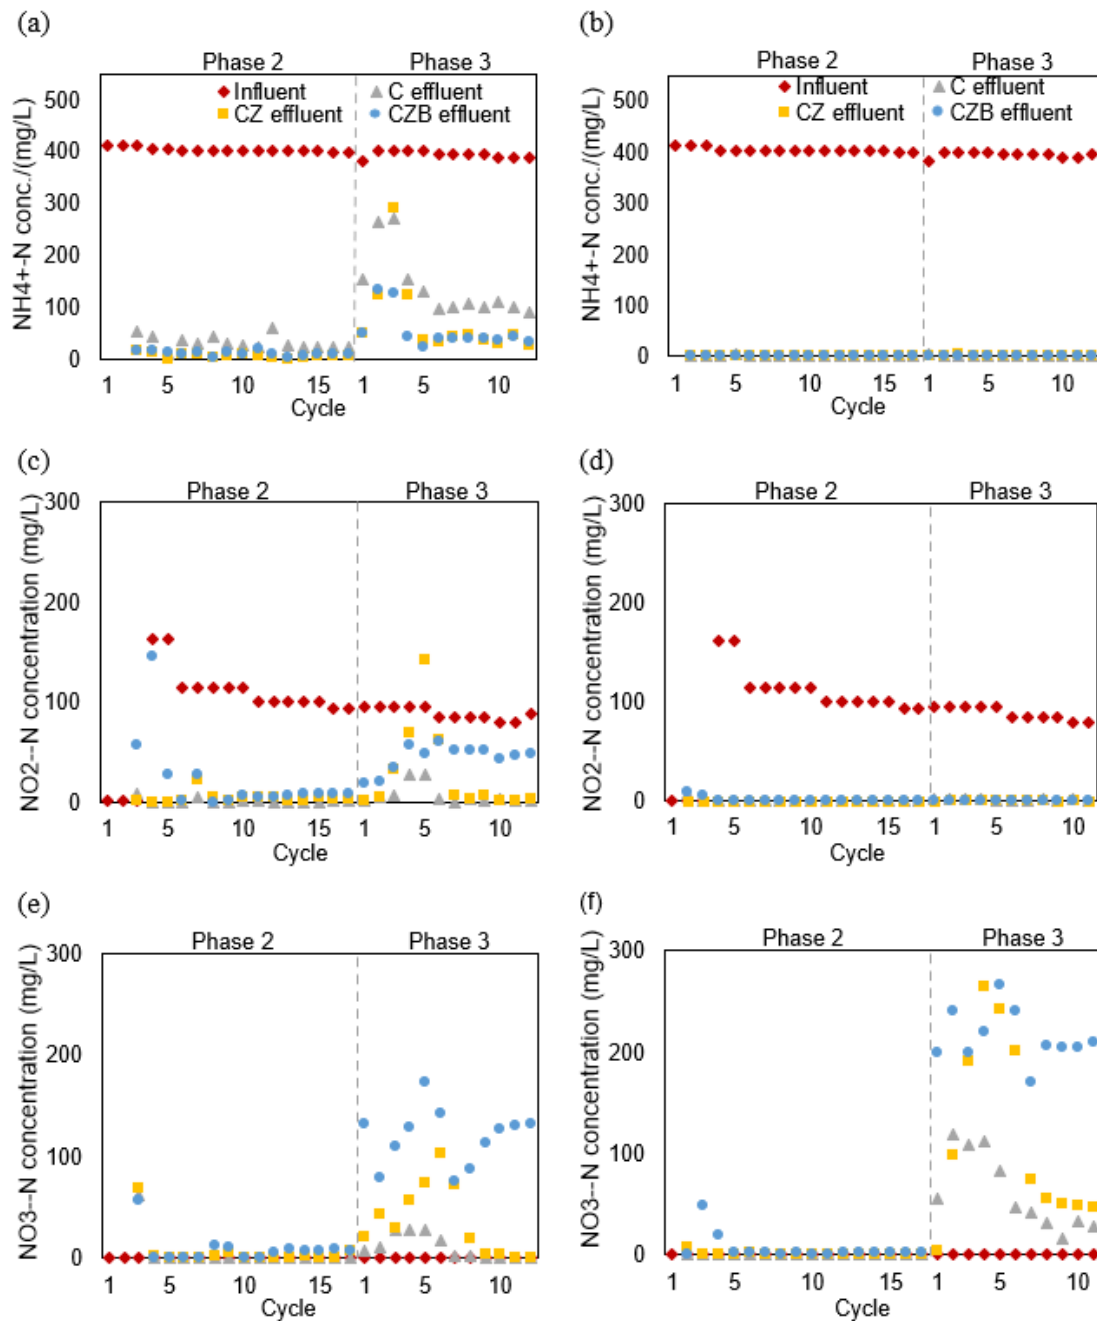 (a)
Phase 2 Phase 3
NH4+-N conc./(mg/L)
500
400
300
200
100
0
Influent C effluent
CZ effluent CZB effluent
1 5 10 15 1 5 10
Cycle
(b)
Phase 2 Phase 3
NH4+-N conc./(mg/L)
500
400
300
200
100
0
Influent C effluent
CZ effluent CZB effluent
1 5 10 15 1 5 10
Cycle
(c)
Phase 2 Phase 3
NO2--N concentration (mg/L)
300
200
100
0
1 5 10 15 1 5 10
Cycle
(d)
Phase 2 Phase 3
NO2--N concentration (mg/L)
300
200
100
0
1 5 10 15 1 5 10
Cycle
(e)
Phase 2 Phase 3
NO3--N concentration (mg/L)
300
200
100
0
1 5 10 15 1 5 10
Cycle
(f)
Phase 2 Phase 3
NO3--N concentration (mg/L)
300
200
100
0
1 5 10 15 1 5 10
Cycle